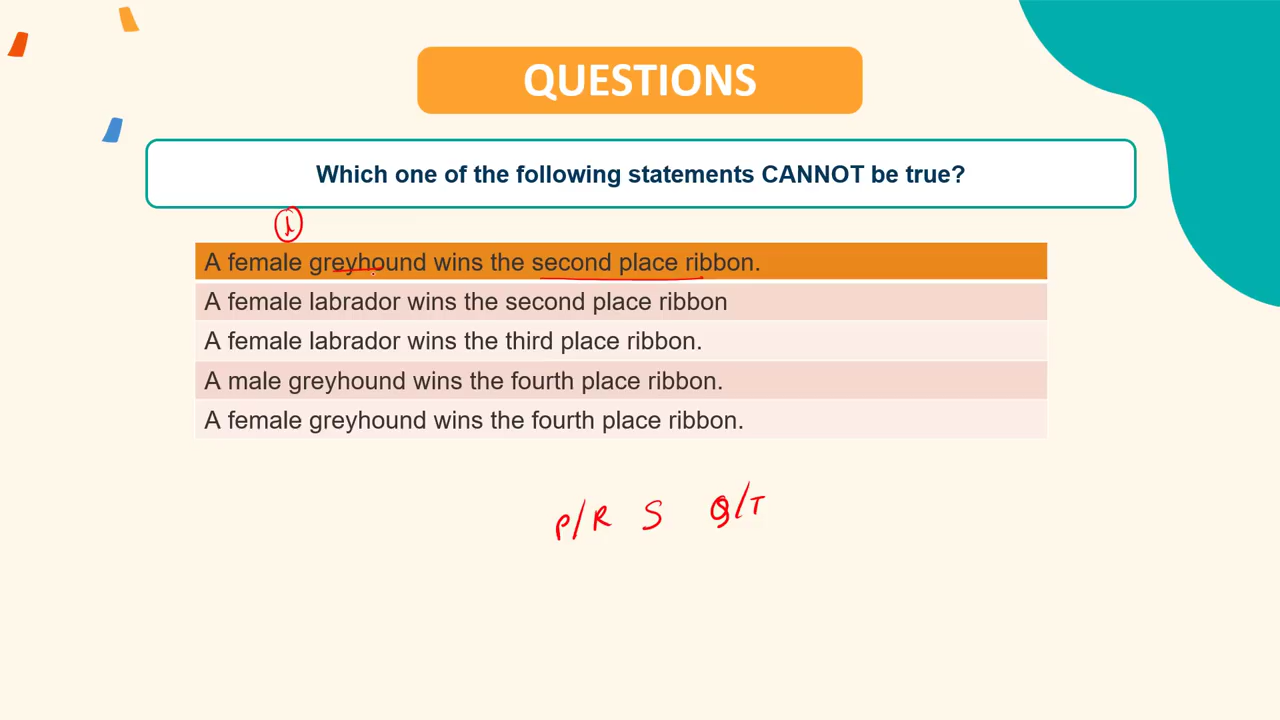 QUESTIONS
Which one of the following statements CANNOT be true?
A female greyhound wins the second place ribbon.
A female labrador wins the second place ribbon
A female labrador wins the third place ribbon.
A male greyhound wins the fourth place ribbon.
A female greyhound wins the fourth place ribbon.
P/R S Q/T